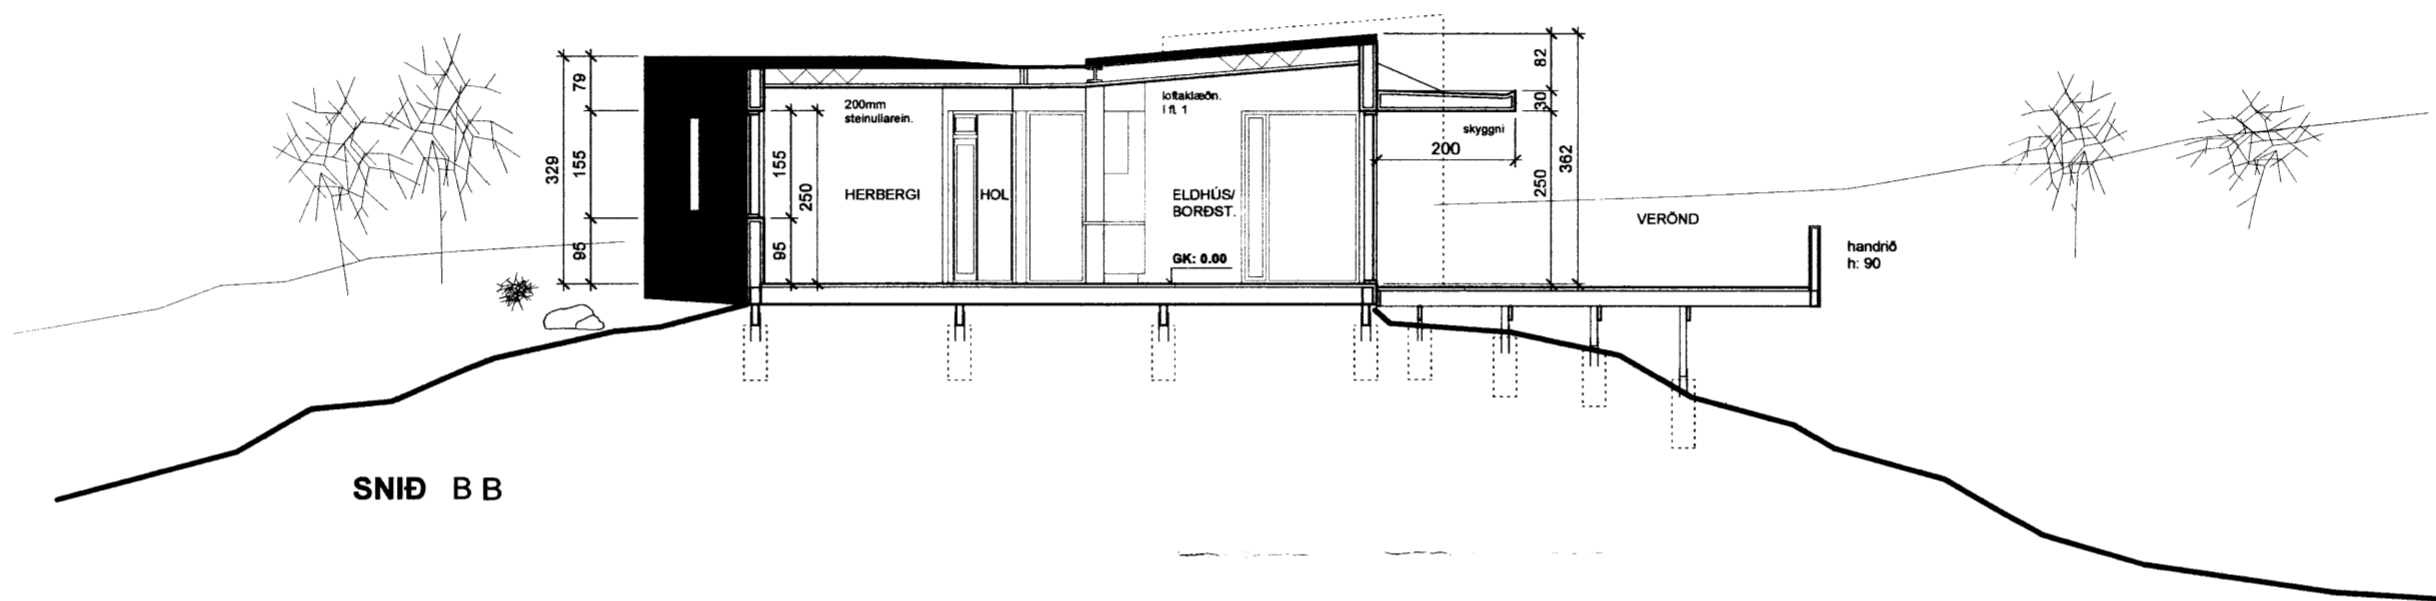 79
155
95
329
200mm
steinullarein.
155
95
250
HERBERGI
HOL
loftaklæðn.
í fl. 1
ELDHÚS/
BORÐST.
GK: 0.00
82
30
250
362
skyggni
200
VERÖND
handrið
h: 90
SNIÐ B B